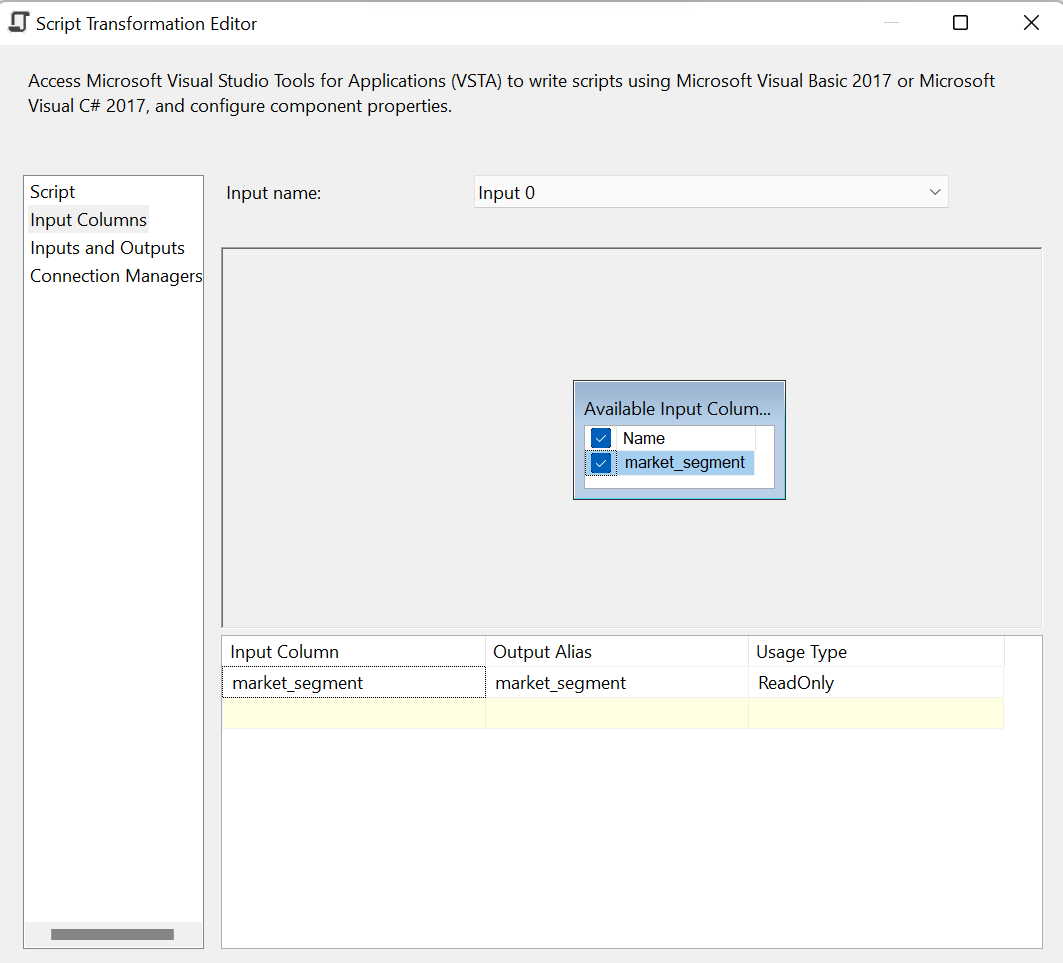 Script Transformation Editor
Access Microsoft Visual Studio Tools for Applications (VSTA) to write scripts using Microsoft Visual Basic 2017 or Microsoft
Visual C# 2017, and configure component properties.
Script
Input Columns
Inputs and Outputs
Connection Managers
Input name:
Input 0
Available Input Colum...
Name
market_segment
Input Column Output Alias Usage Type
market_segment market_segment ReadOnly